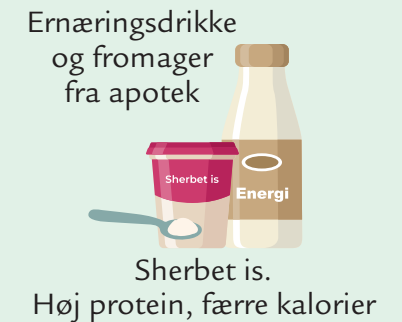 Ernæringsdrikke
og fromager
fra apotek
Sherbet is
Energi
Sherbet is.
Høj protein, færre kalorier